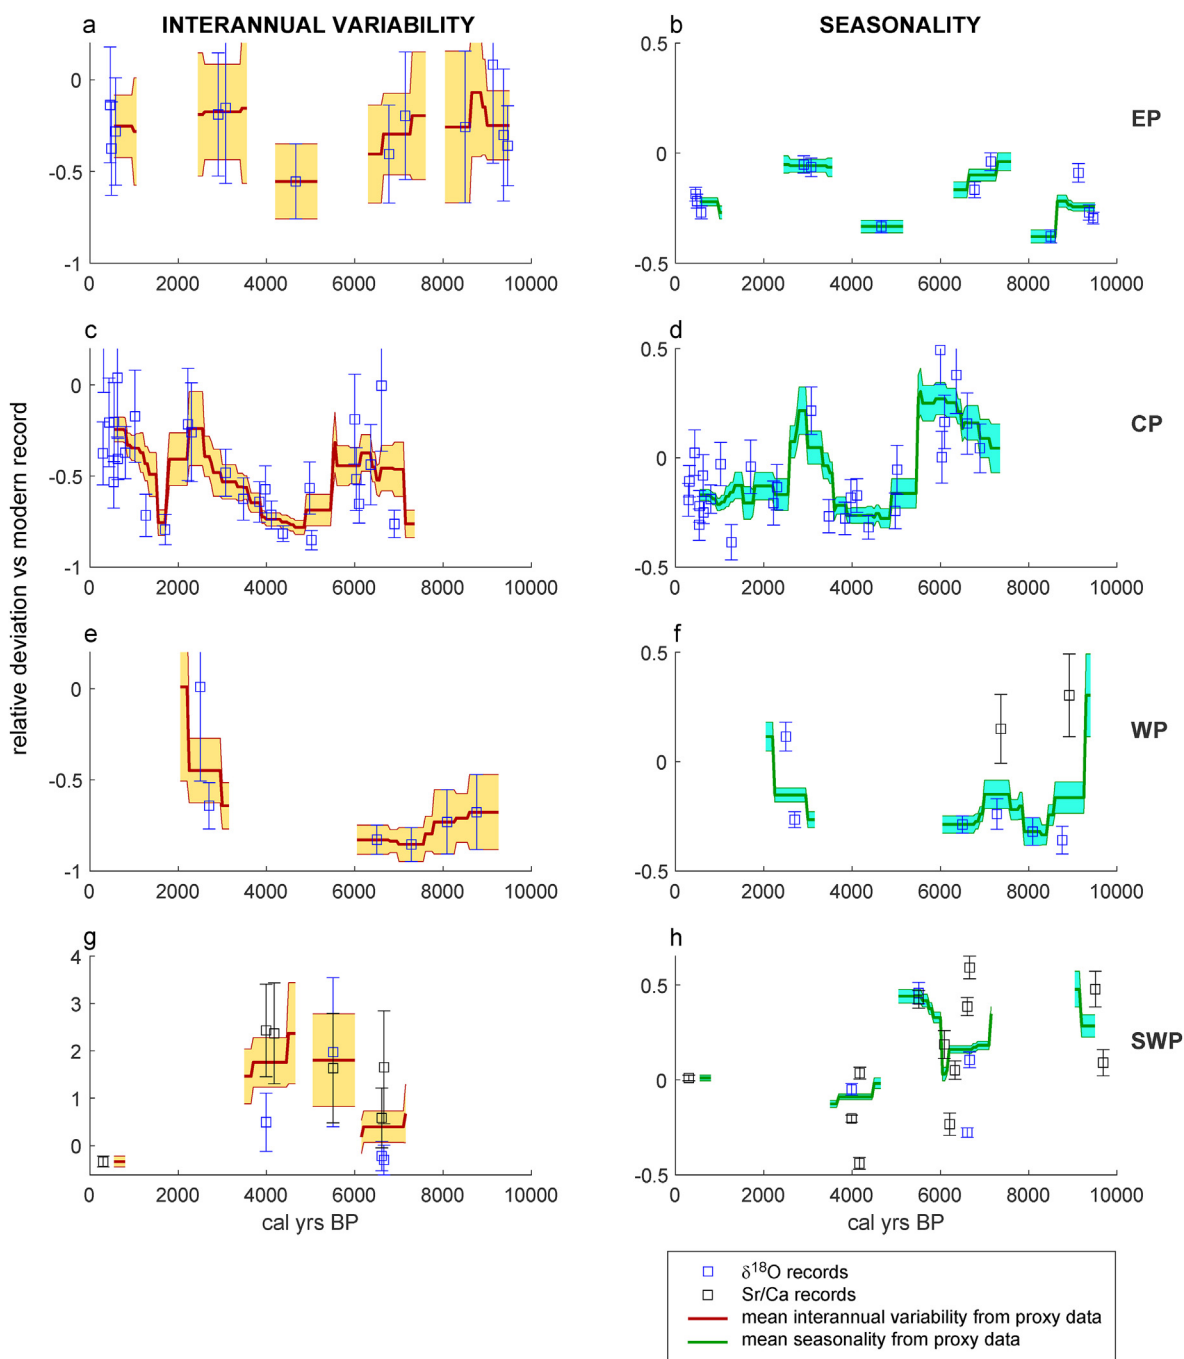 INTERANNUAL VARIABILITY
SEASONALITY
relative deviation vs modern record
a
0
-0.5
-1
0 2000 4000 6000 8000 10000
b
0.5
0
-0.5
0 2000 4000 6000 8000 10000
EP
c
0
-0.5
-1
0 2000 4000 6000 8000 10000
d
0.5
0
-0.5
0 2000 4000 6000 8000 10000
CP
e
0
-0.5
-1
0 2000 4000 6000 8000 10000
f
0.5
0
-0.5
0 2000 4000 6000 8000 10000
WP
g
4
3
2
1
0
0 2000 4000 6000 8000 10000
cal yrs BP
h
0.5
0
-0.5
0 2000 4000 6000 8000 10000
cal yrs BP
SWP
δ¹⁸O records
Sr/Ca records
mean interannual variability from proxy data
mean seasonality from proxy data